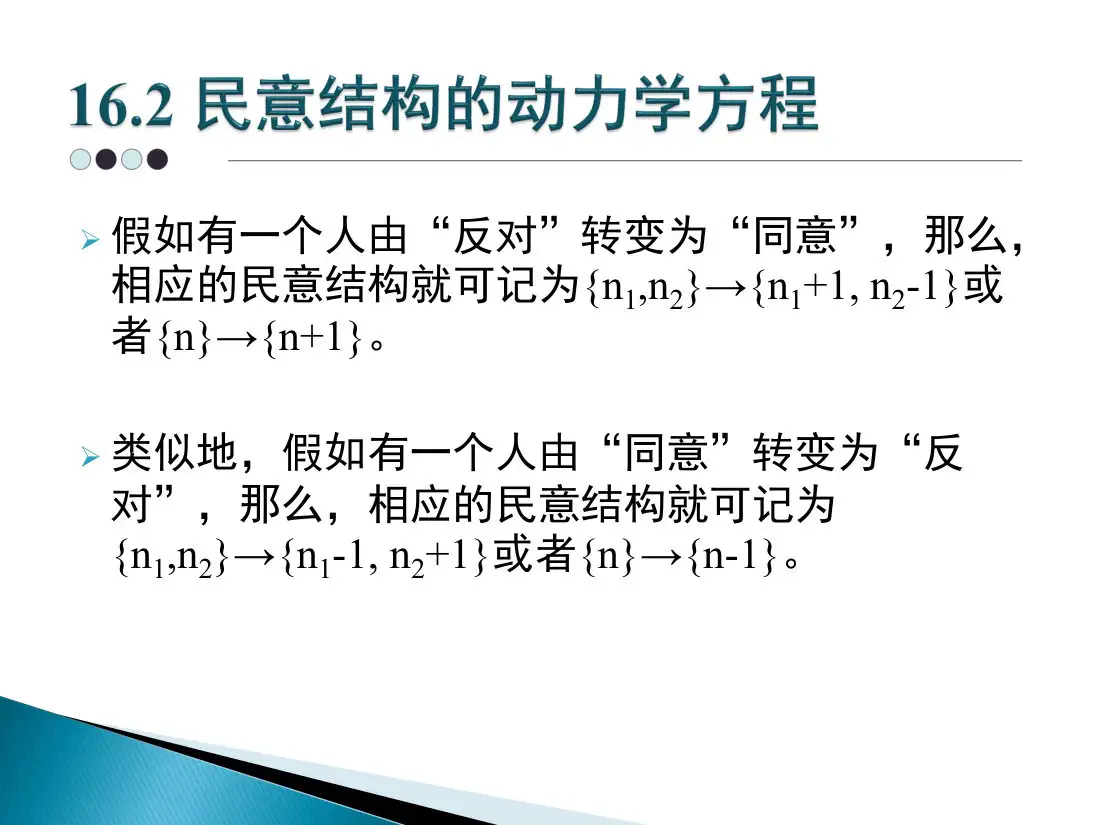 16.2 民意结构的动力学方程
假如有一个人由“反对”转变为“同意”，那么，
相应的民意结构就可记为{n₁,n₂}→{n₁+1, n₂-1}或
者{n}→{n+1}。
类似地，假如有一个人由“同意”转变为“反
对”，那么，相应的民意结构就可记为
{n₁,n₂}→{n₁-1, n₂+1}或者{n}→{n-1}。